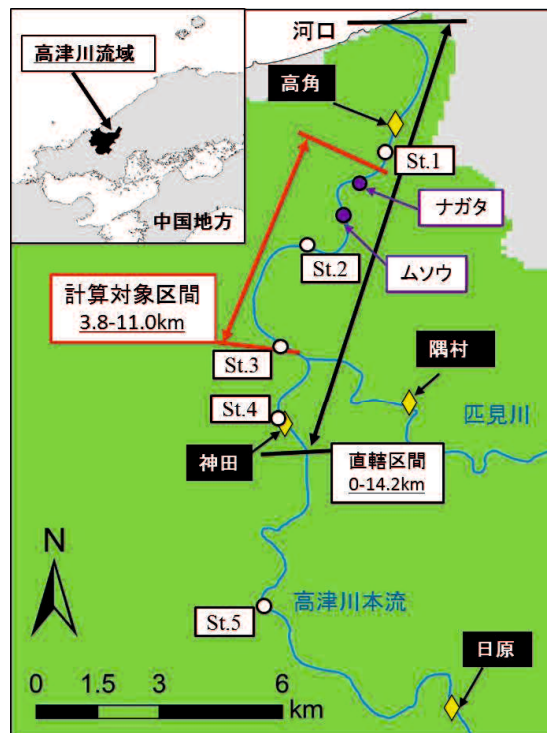 高津川流域
中国地方
河口
高角
St.1
ナガタ
ムソウ
St.2
計算対象区間
3.8-11.0km
St.3
隅村
St.4
匹見川
神田
直轄区間
0-14.2km
N
高津川本流
St.5
日原
0 1.5 3 6
km